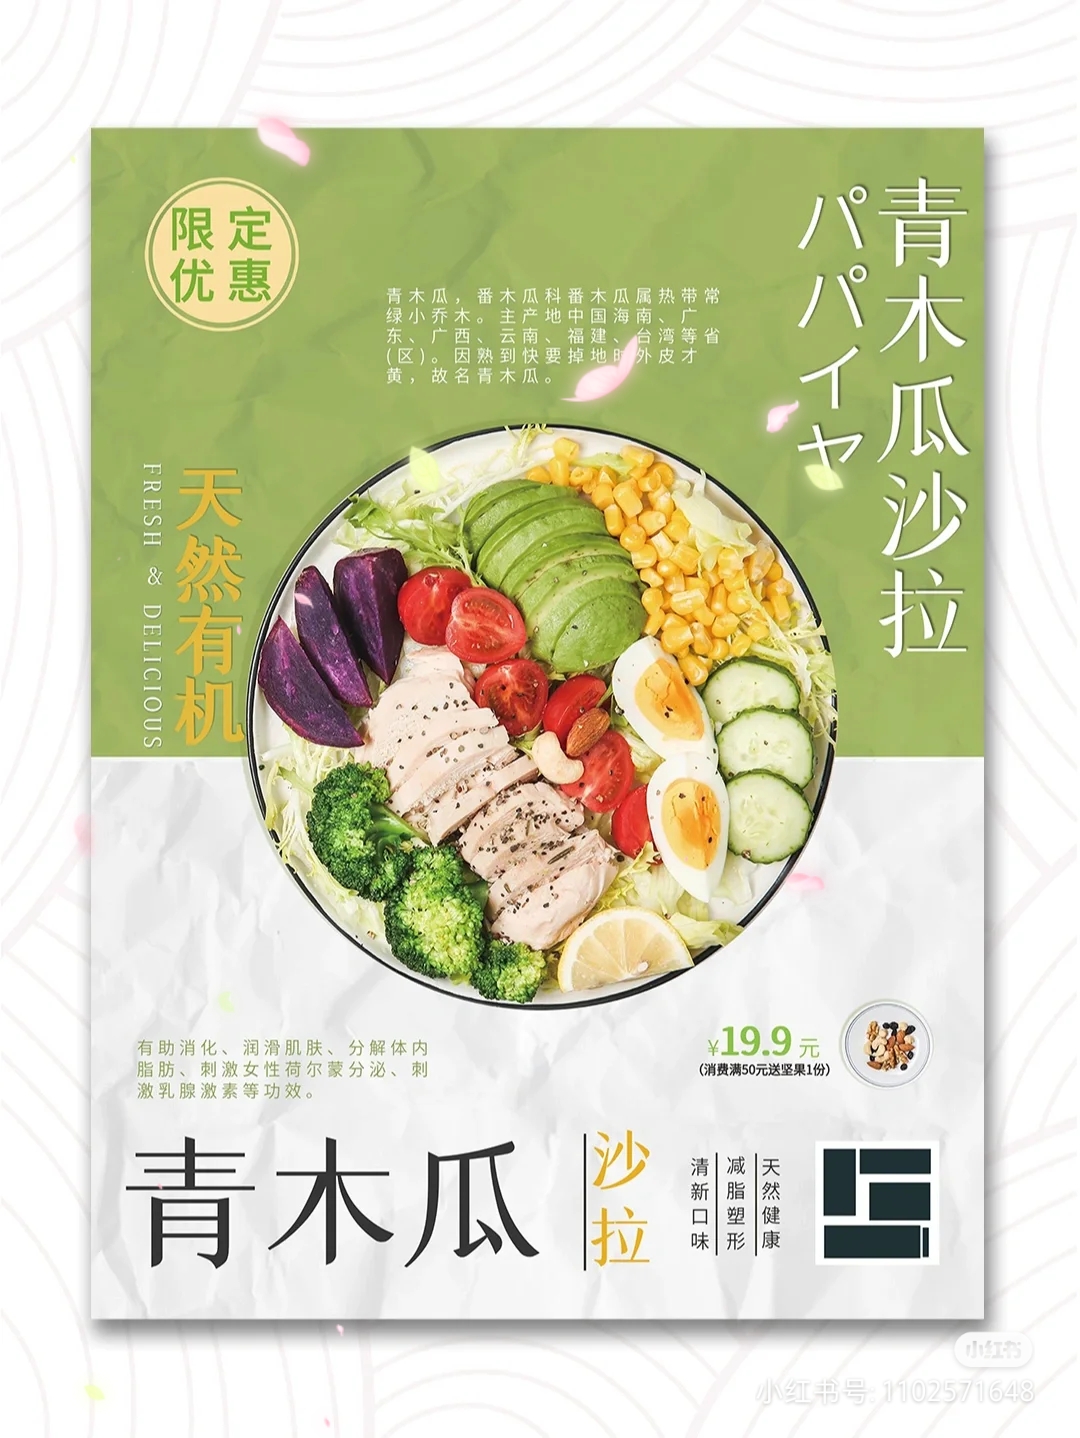 限定
优惠
青木瓜沙拉
パパイヤ
青木瓜，番木瓜科番木瓜属热带常
绿小乔木。主产地中国海南、广
东、广西、云南、福建、台湾等省
(区)。因熟到快要掉地时外皮才
黄，故名青木瓜。
天然有机
FRESH & DELICIOUS
有助消化、润滑肌肤、分解体内
脂肪、刺激女性荷尔蒙分泌、刺
激乳腺激素等功效。
¥19.9元
(消费满50元送坚果1份)
青木瓜
沙拉
清新口味
减脂塑形
天然健康
小红书
小红书号: 1102571648